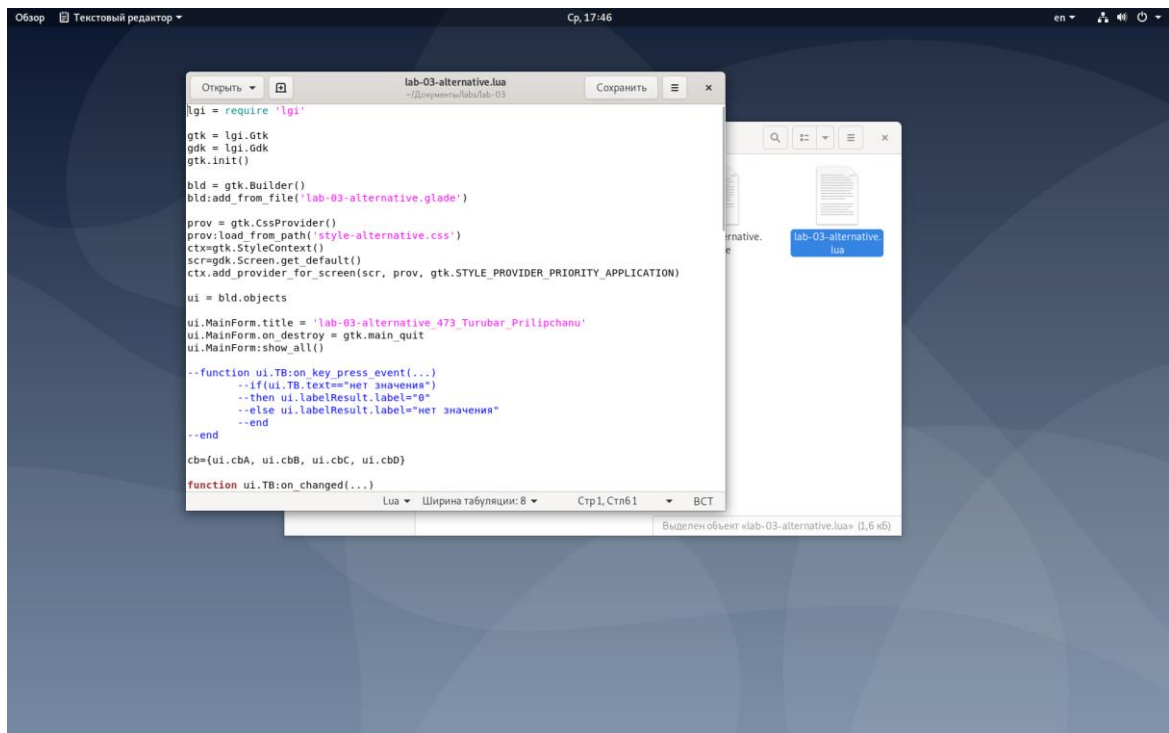 Обзор Текстовый редактор Ср, 17:46 en
Открыть lab-03-alternative.lua Сохранить
~/Документы/labs/lab-03
lgi = require 'lgi'
gtk = lgi.Gtk
gdk = lgi.Gdk
gtk.init()
bld = gtk.Builder()
bld:add_from_file('lab-03-alternative.glade')
prov = gtk.CssProvider()
prov:load_from_path('style-alternative.css')
ctx=gtk.StyleContext()
scr=gdk.Screen.get_default()
ctx.add_provider_for_screen(scr, prov, gtk.STYLE_PROVIDER_PRIORITY_APPLICATION)
ui = bld.objects
ui.MainForm.title = 'lab-03-alternative_473_Turubar_Prilipchanu'
ui.MainForm.on_destroy = gtk.main_quit
ui.MainForm:show_all()
--function ui.TB:on_key_press_event(...)
--if(ui.TB.text=="нет значения")
--then ui.labelResult.label="0"
--else ui.labelResult.label="нет значения"
--end
--end
cb={ui.cbA, ui.cbB, ui.cbC, ui.cbD}
function ui.TB:on_changed(...)
Lua Ширина табуляции: 8 Стр 1, Стлб 1 ВСТ
rnative.
e
lab-03-alternative.
lua
Выделен объект «lab-03-alternative.lua» (1,6 кБ)